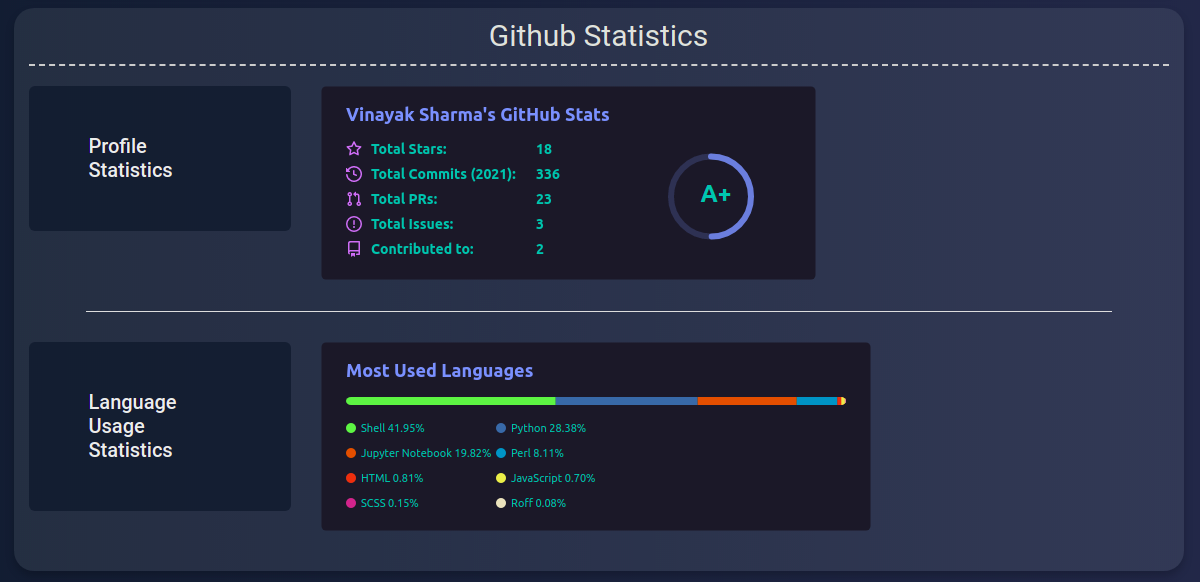 Github Statistics
Profile
Statistics
Vinayak Sharma's GitHub Stats
Total Stars: 18
Total Commits (2021): 336
Total PRs: 23
Total Issues: 3
Contributed to: 2
A+
Language
Usage
Statistics
Most Used Languages
Shell 41.95% Python 28.38%
Jupyter Notebook 19.82% Perl 8.11%
HTML 0.81% JavaScript 0.70%
SCSS 0.15% Roff 0.08%